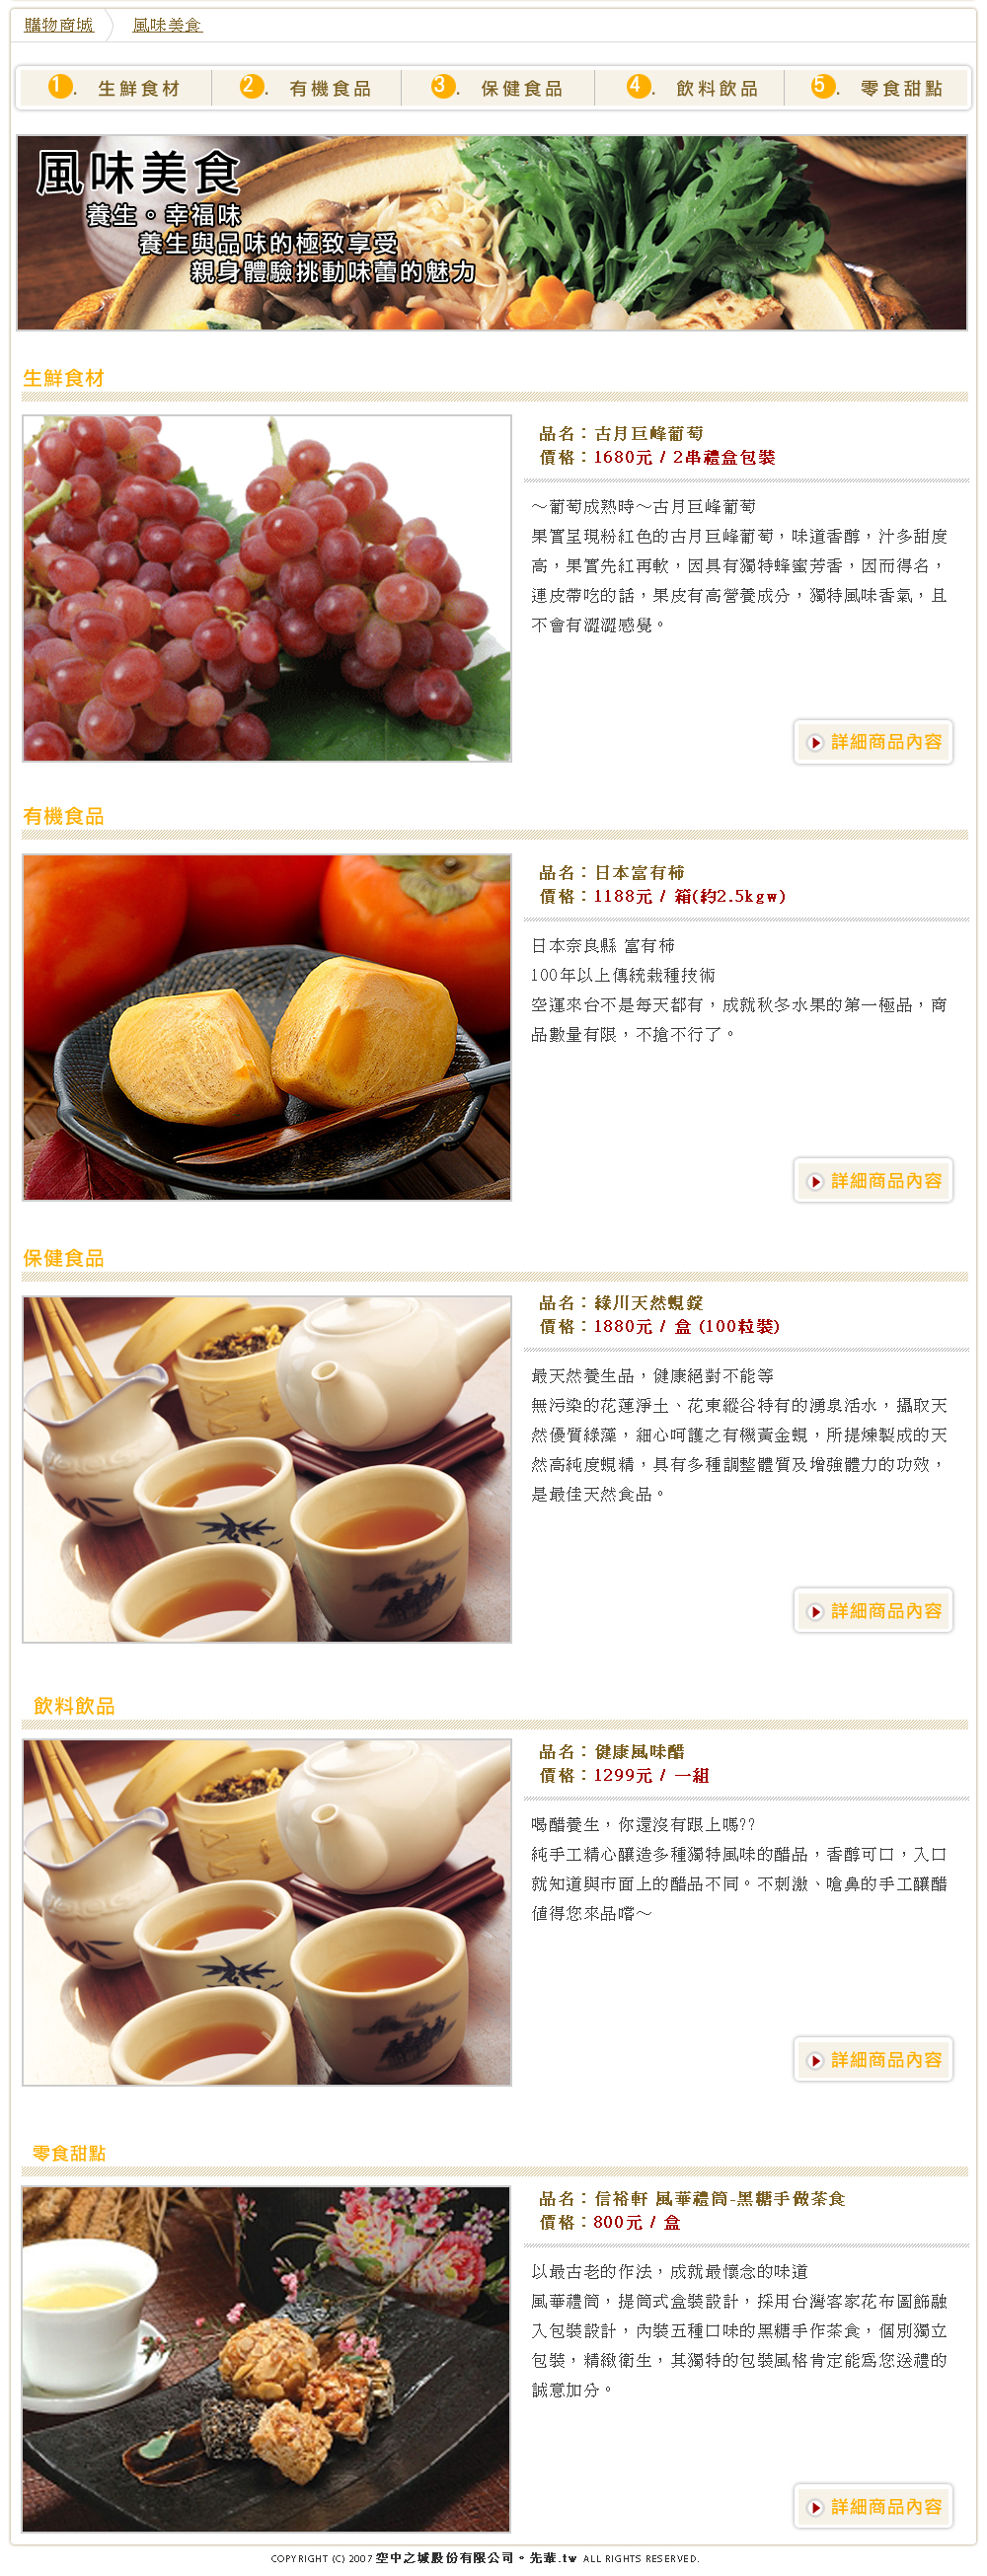 購物商城 風味美食
1. 生鮮食材 2. 有機食品 3. 保健食品 4. 飲料飲品 5. 零食甜點
風味美食
養生。幸福味
養生與品味的極致享受
親身體驗挑動味蕾的魅力
生鮮食材
品名：古月巨峰葡萄
價格：1680元 / 2串禮盒包裝
～葡萄成熟時～古月巨峰葡萄
果實呈現粉紅色的古月巨峰葡萄，味道香醇，汁多甜度
高，果實先紅再軟，因具有獨特蜂蜜芳香，因而得名，
連皮帶吃的話，果皮有高營養成分，獨特風味香氣，且
不會有澀澀感覺。
詳細商品內容
有機食品
品名：日本富有柿
價格：1188元 / 箱(約2.5kgw)
日本奈良縣 富有柿
100年以上傳統栽種技術
空運來台不是每天都有，成就秋冬水果的第一極品，商
品數量有限，不搶不行了。
詳細商品內容
保健食品
品名：綠川天然蜆錠
價格：1880元 / 盒 (100粒裝)
最天然養生品，健康絕對不能等
無污染的花蓮淨土、花東縱谷特有的湧泉活水，攝取天
然優質綠藻，細心呵護之有機黃金蜆，所提煉製成的天
然高純度蜆精，具有多種調整體質及增強體力的功效，
是最佳天然食品。
詳細商品內容
飲料飲品
品名：健康風味醋
價格：1299元 / 一組
喝醋養生，你還沒有跟上嗎??
純手工精心釀造多種獨特風味的醋品，香醇可口，入口
就知道與市面上的醋品不同。不刺激、嗆鼻的手工釀醋
值得您來品嚐～
詳細商品內容
零食甜點
品名：信裕軒 風華禮筒-黑糖手做茶食
價格：800元 / 盒
以最古老的作法，成就最懷念的味道
風華禮筒，提筒式盒裝設計，採用台灣客家花布圖飾融
入包裝設計，內裝五種口味的黑糖手作茶食，個別獨立
包裝，精緻衛生，其獨特的包裝風格肯定能為您送禮的
誠意加分。
詳細商品內容
COPYRIGHT (C) 2007 空中之城股份有限公司。先輩.tw ALL RIGHTS RESERVED.